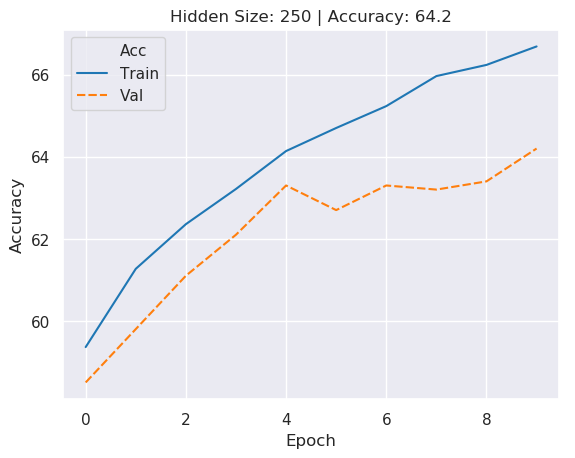 Hidden Size: 250 | Accuracy: 64.2
Acc
Train
Val
66
64
62
60
Accuracy
0 2 4 6 8
Epoch